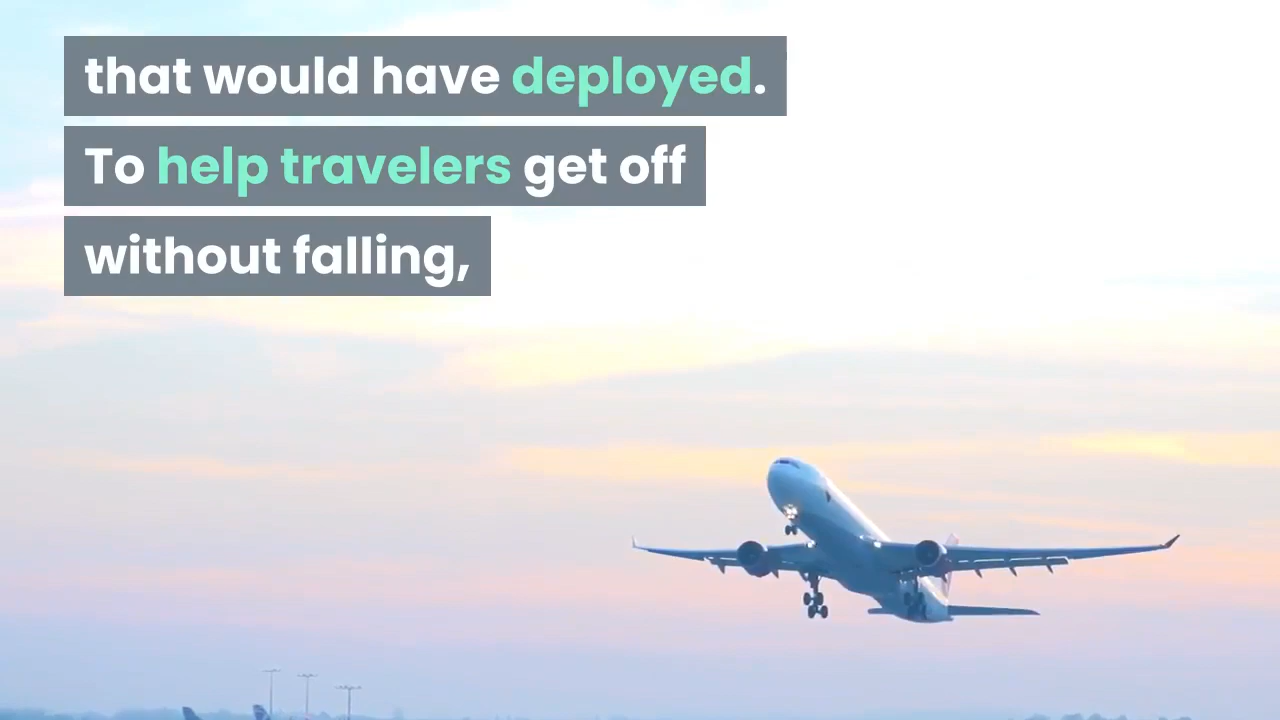 that would have deployed.
To help travelers get off
without falling,